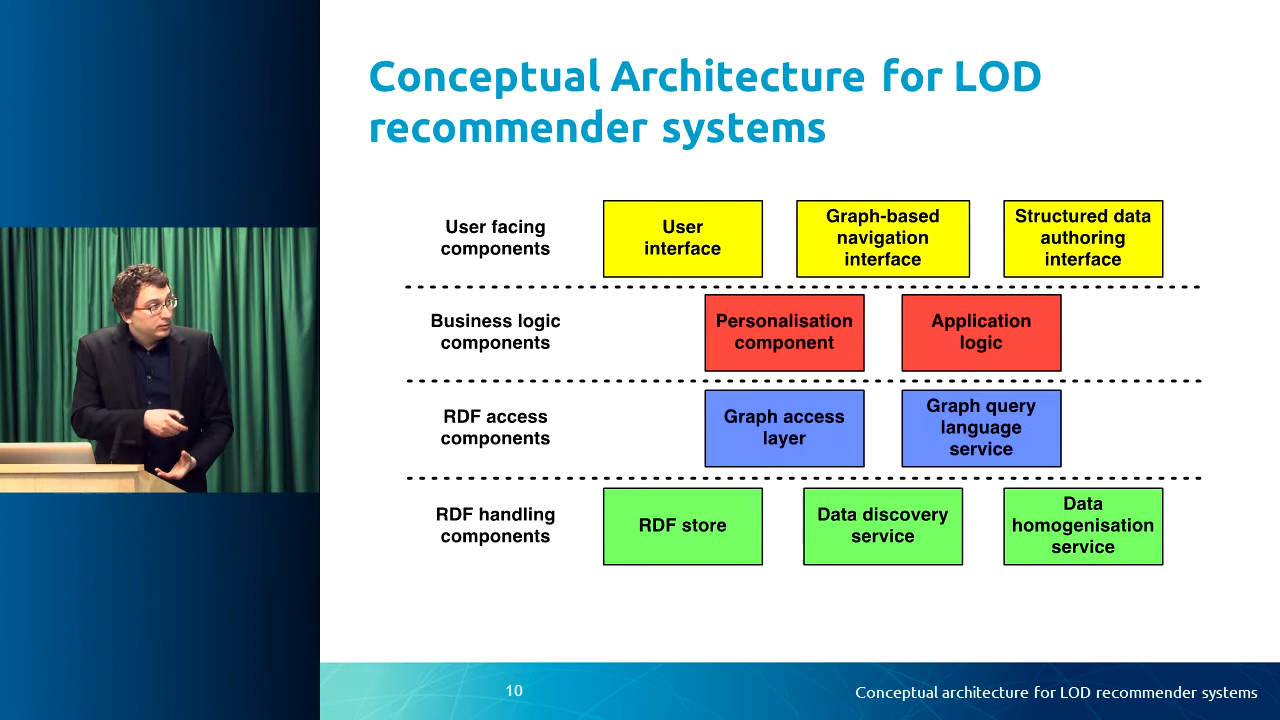 Conceptual Architecture for LOD
recommender systems
User facing
components
User
interface
Graph-based
navigation
interface
Structured data
authoring
interface
Business logic
components
Personalisation
component
Application
logic
RDF access
components
Graph access
layer
Graph query
language
service
RDF handling
components
RDF store
Data discovery
service
Data
homogenisation
service
10
Conceptual architecture for LOD recommender systems